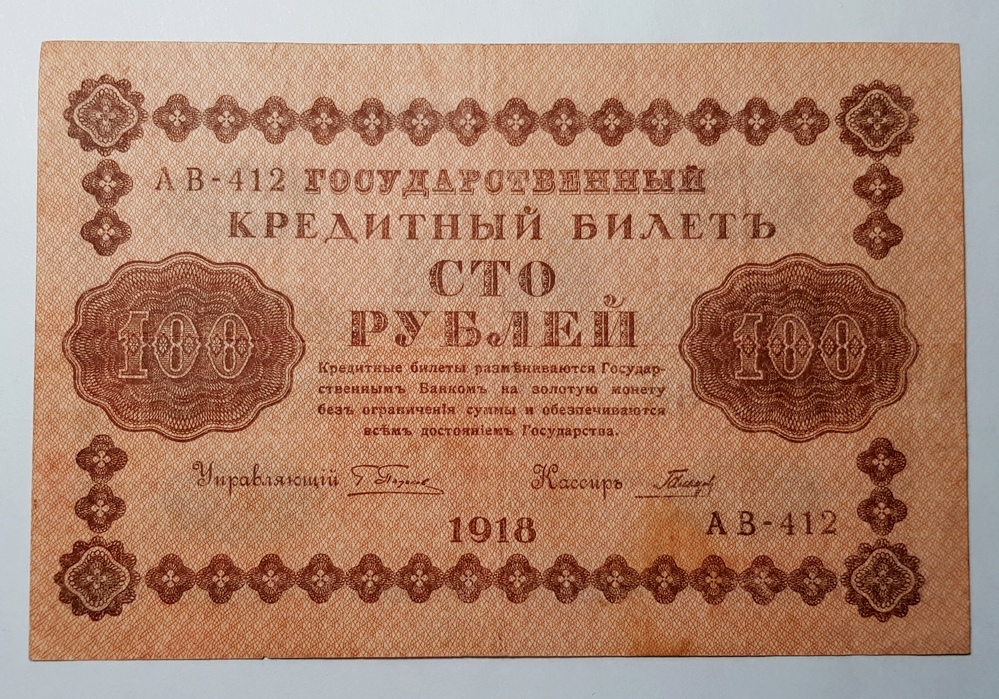 АВ-412 ГОСУДАРСТВЕННЫЙ
КРЕДИТНЫЙ БИЛЕТЪ
СТО
РУБЛЕЙ
100 100
Кредитные билеты размѣниваются Государ-
ственнымъ Банкомъ на золотую монету
безъ ограниченія суммы и обезпечиваются
всѣмъ достояніемъ Государства.
Управляющій Кассиръ
1918 АВ-412